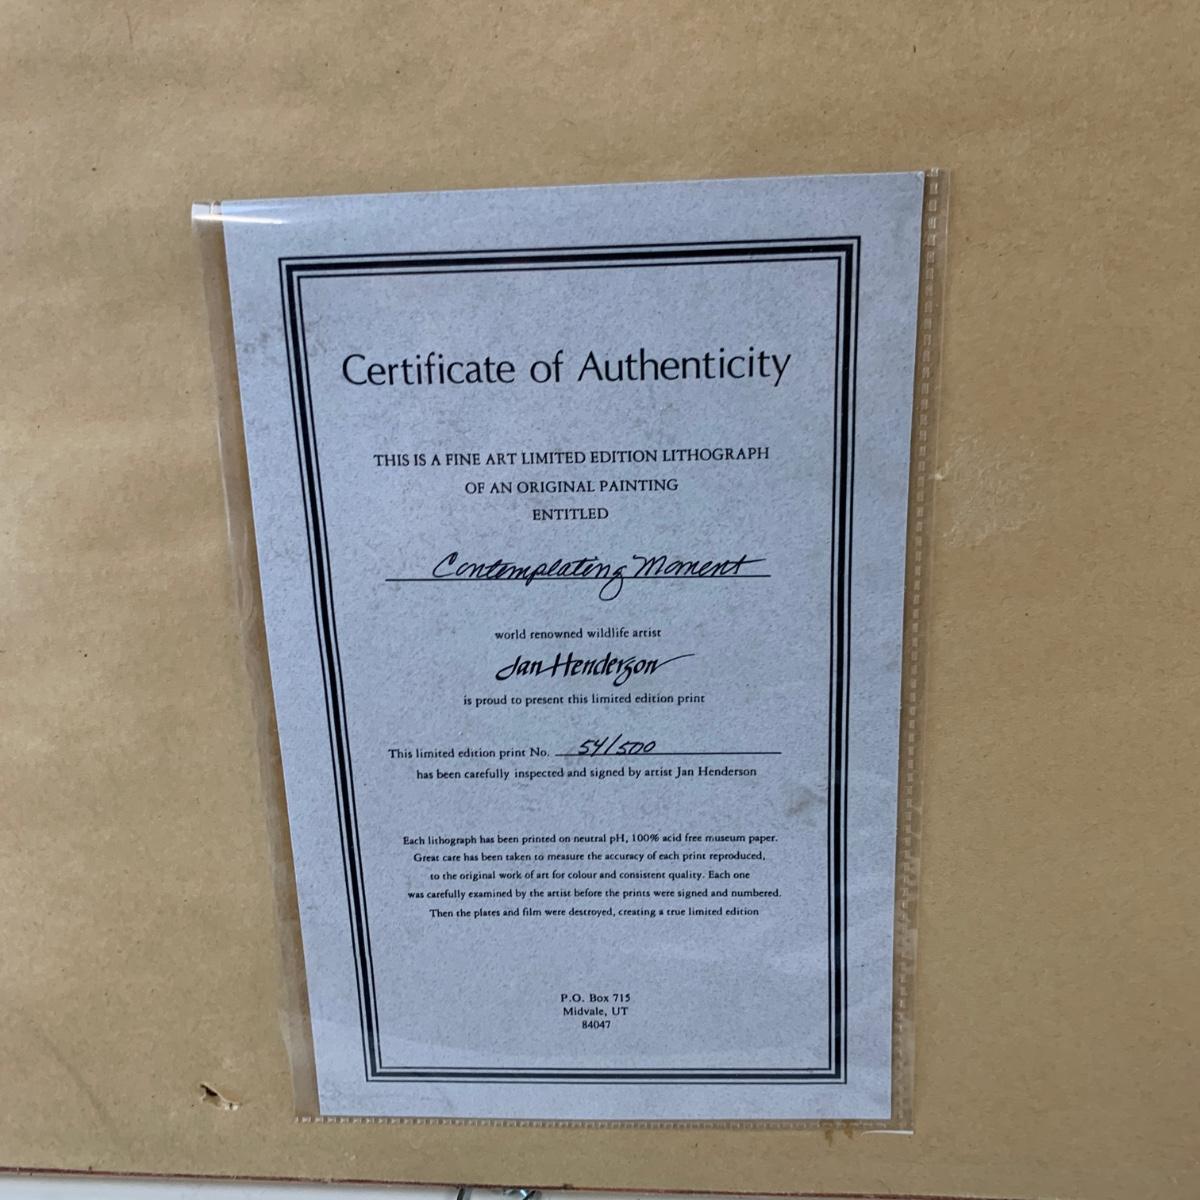 Certificate of Authenticity
THIS IS A FINE ART LIMITED EDITION LITHOGRAPH
OF AN ORIGINAL PAINTING
ENTITLED
Contemplating Moment
world renowned wildlife artist
Jan Henderson
is proud to present this limited edition print
This limited edition print No. 54/500
has been carefully inspected and signed by artist Jan Henderson
Each lithograph has been printed on neutral pH, 100% acid free museum paper.
Great care has been taken to measure the accuracy of each print reproduced,
to the original work of art for colour and consistent quality. Each one
was carefully examined by the artist before the prints were signed and numbered.
Then the plates and film were destroyed, creating a true limited edition
P.O. Box 715
Midvale, UT
84047